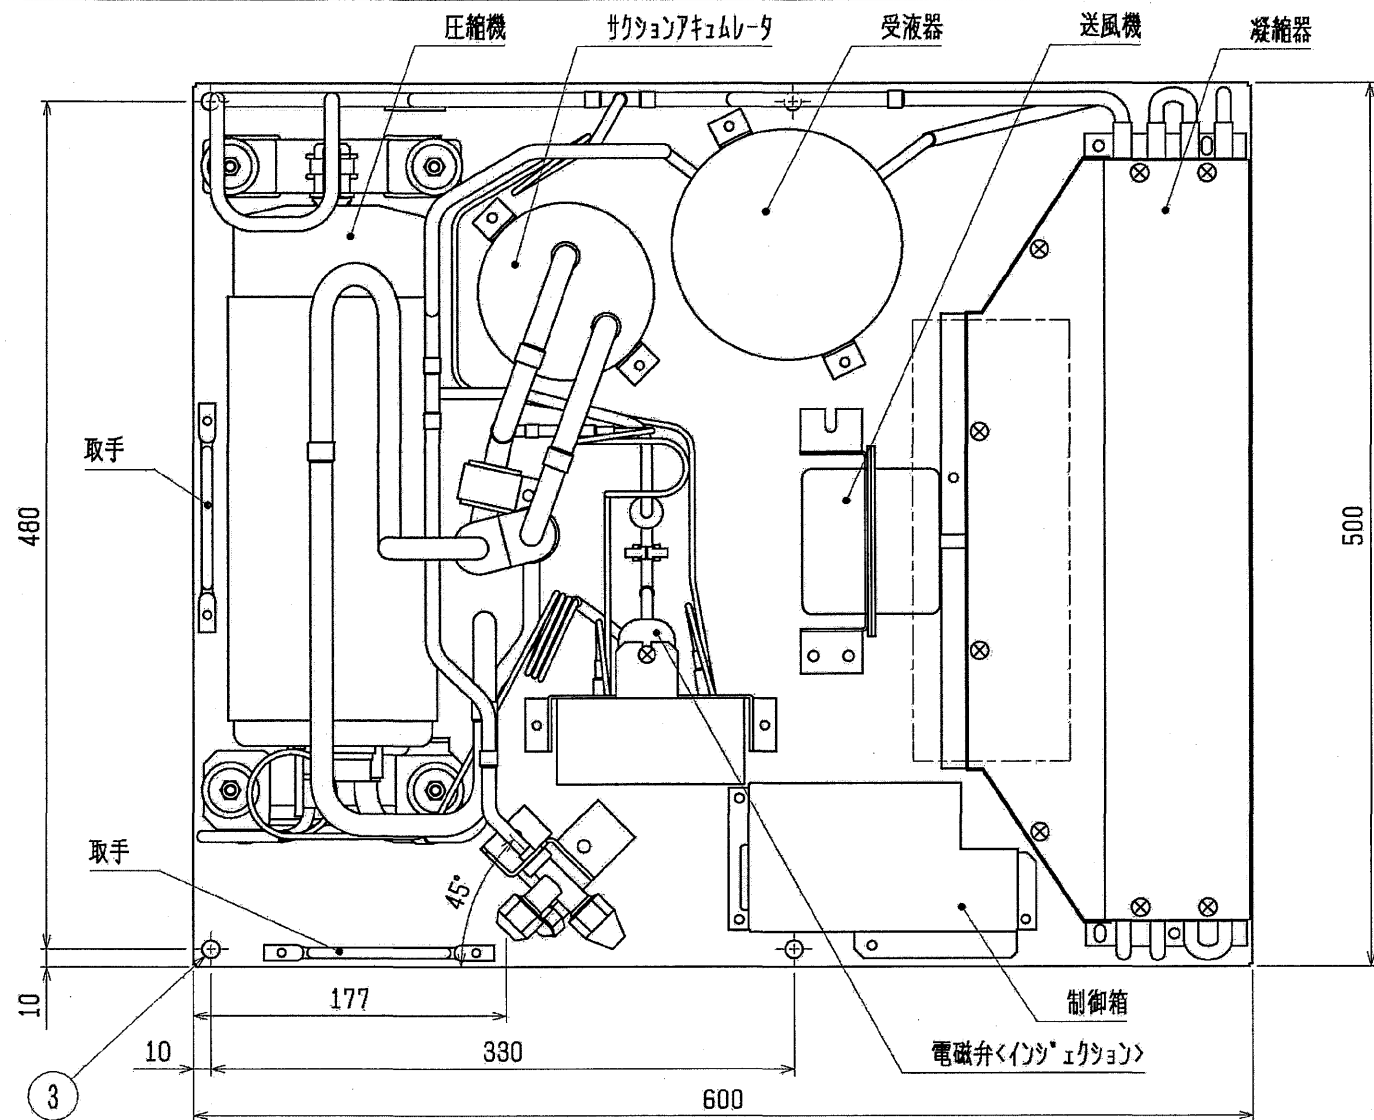 圧縮機
サクションアキュムレータ
受液器
送風機
凝縮器
取手
480
500
取手
45°
10
177
制御箱
10
330
電磁弁<インジェクション>
3
600